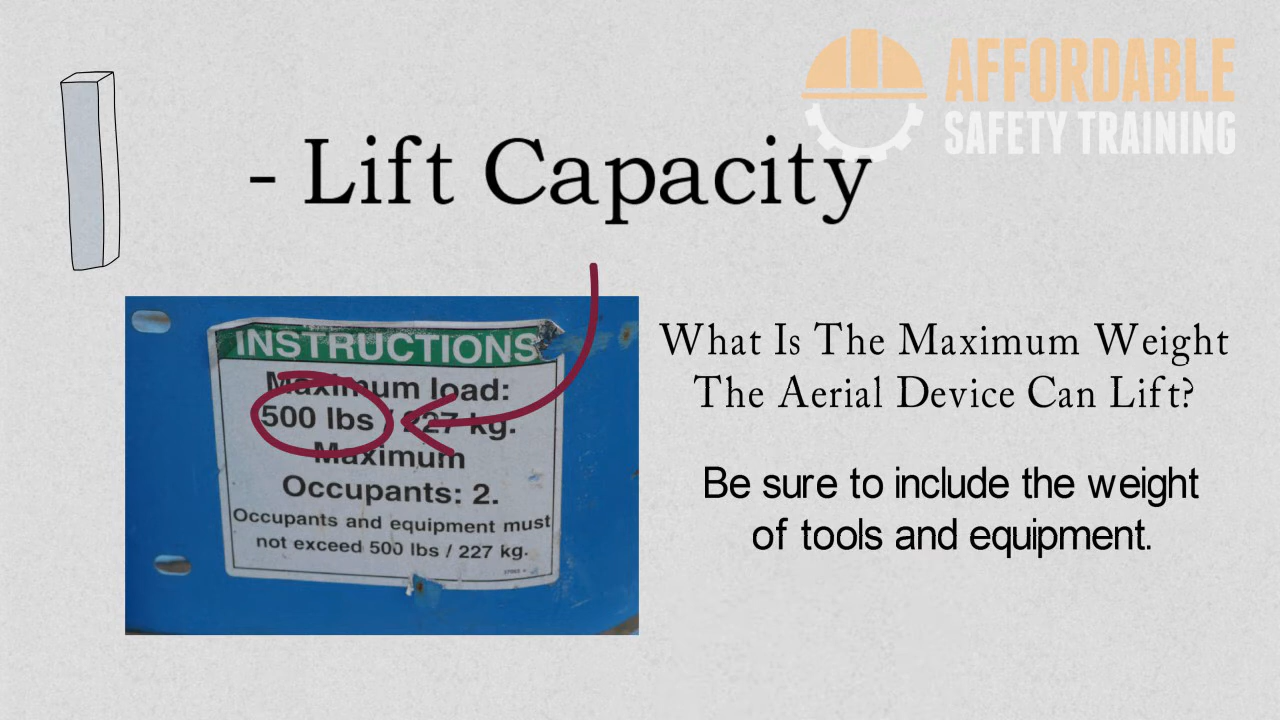 AFFORDABLE
SAFETY TRAINING
- Lift Capacity
INSTRUCTIONS
Maximum load:
500 lbs / 227 kg.
Maximum
Occupants: 2.
Occupants and equipment must
not exceed 500 lbs / 227 kg.
What Is The Maximum Weight
The Aerial Device Can Lift?
Be sure to include the weight
of tools and equipment.